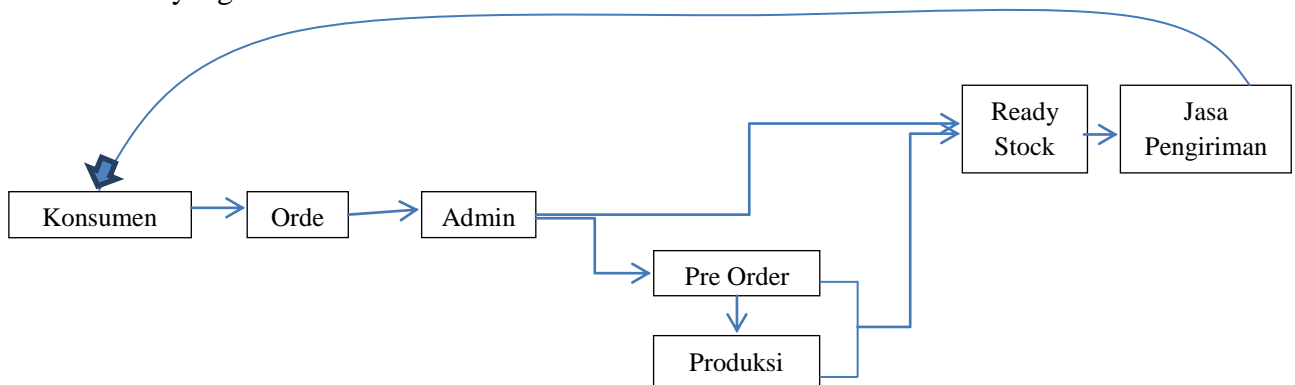 Ready
Stock
Jasa
Pengiriman
Konsumen
Orde
Admin
Pre Order
Produksi